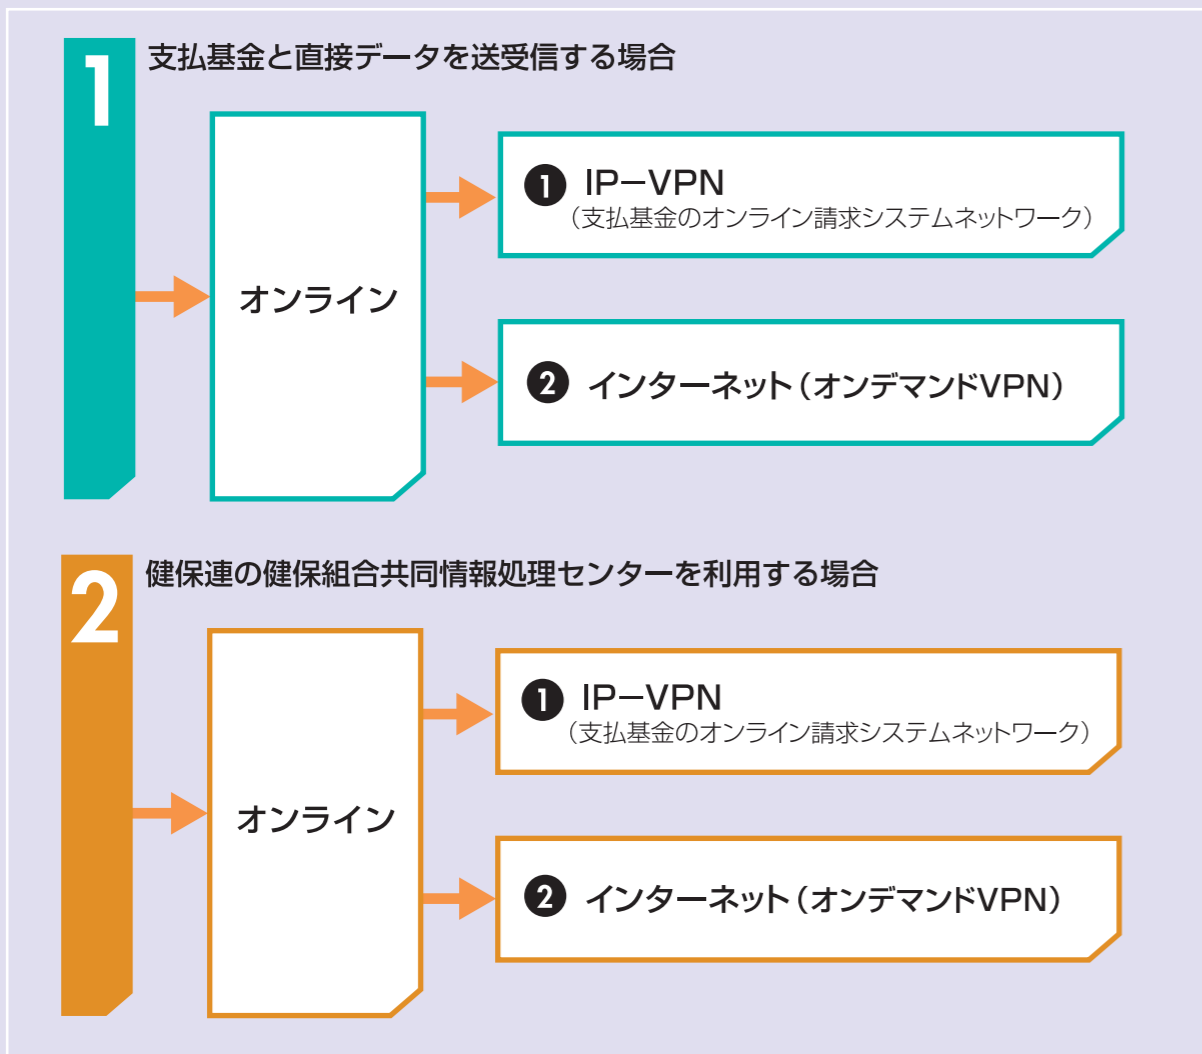 1
支払基金と直接データを送受信する場合
オンライン
❶ IP−VPN
（支払基金のオンライン請求システムネットワーク）
❷ インターネット（オンデマンドVPN）
2
健保連の健保組合共同情報処理センターを利用する場合
オンライン
❶ IP−VPN
（支払基金のオンライン請求システムネットワーク）
❷ インターネット（オンデマンドVPN）